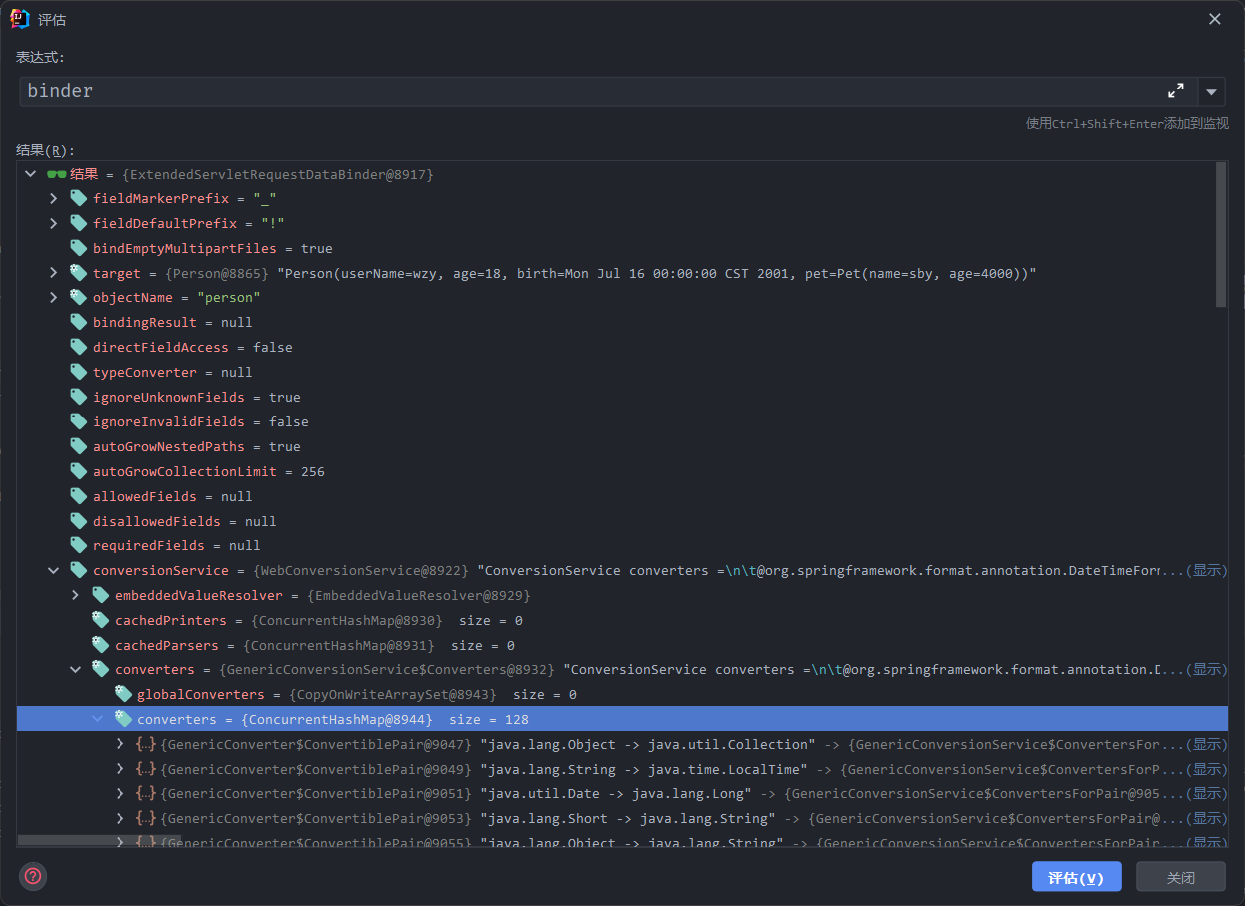 评估
表达式:
binder
使用Ctrl+Shift+Enter添加到监视
结果(R):
结果 = {ExtendedServletRequestDataBinder@8917}
fieldMarkerPrefix = "_"
fieldDefaultPrefix = "!"
bindEmptyMultipartFiles = true
target = {Person@8865} "Person(userName=wzy, age=18, birth=Mon Jul 16 00:00:00 CST 2001, pet=Pet(name=sby, age=4000))"
objectName = "person"
bindingResult = null
directFieldAccess = false
typeConverter = null
ignoreUnknownFields = true
ignoreInvalidFields = false
autoGrowNestedPaths = true
autoGrowCollectionLimit = 256
allowedFields = null
disallowedFields = null
requiredFields = null
conversionService = {WebConversionService@8922} "ConversionService converters =\n\t@org.springframework.format.annotation.DateTimeForm...(显示)
embeddedValueResolver = {EmbeddedValueResolver@8929}
cachedPrinters = {ConcurrentHashMap@8930} size = 0
cachedParsers = {ConcurrentHashMap@8931} size = 0
converters = {GenericConversionService$Converters@8932} "ConversionService converters =\n\t@org.springframework.format.annotation.D...(显示)
globalConverters = {CopyOnWriteArraySet@8943} size = 0
converters = {ConcurrentHashMap@8944} size = 128
{...} {GenericConverter$ConvertiblePair@9047} "java.lang.Object -> java.util.Collection" -> {GenericConversionService$ConvertersFor...(显示)
{...} {GenericConverter$ConvertiblePair@9049} "java.lang.String -> java.time.LocalTime" -> {GenericConversionService$ConvertersForP...(显示)
{...} {GenericConverter$ConvertiblePair@9051} "java.util.Date -> java.lang.Long" -> {GenericConversionService$ConvertersForPair@905...(显示)
{...} {GenericConverter$ConvertiblePair@9053} "java.lang.Short -> java.lang.String" -> {GenericConversionService$ConvertersForPair@...(显示)
{...} {GenericConverter$ConvertiblePair@9055} "java.lang.Object -> java.lang.String" -> {GenericConversionService$ConvertersForPair...(显示)
评估(V) 关闭